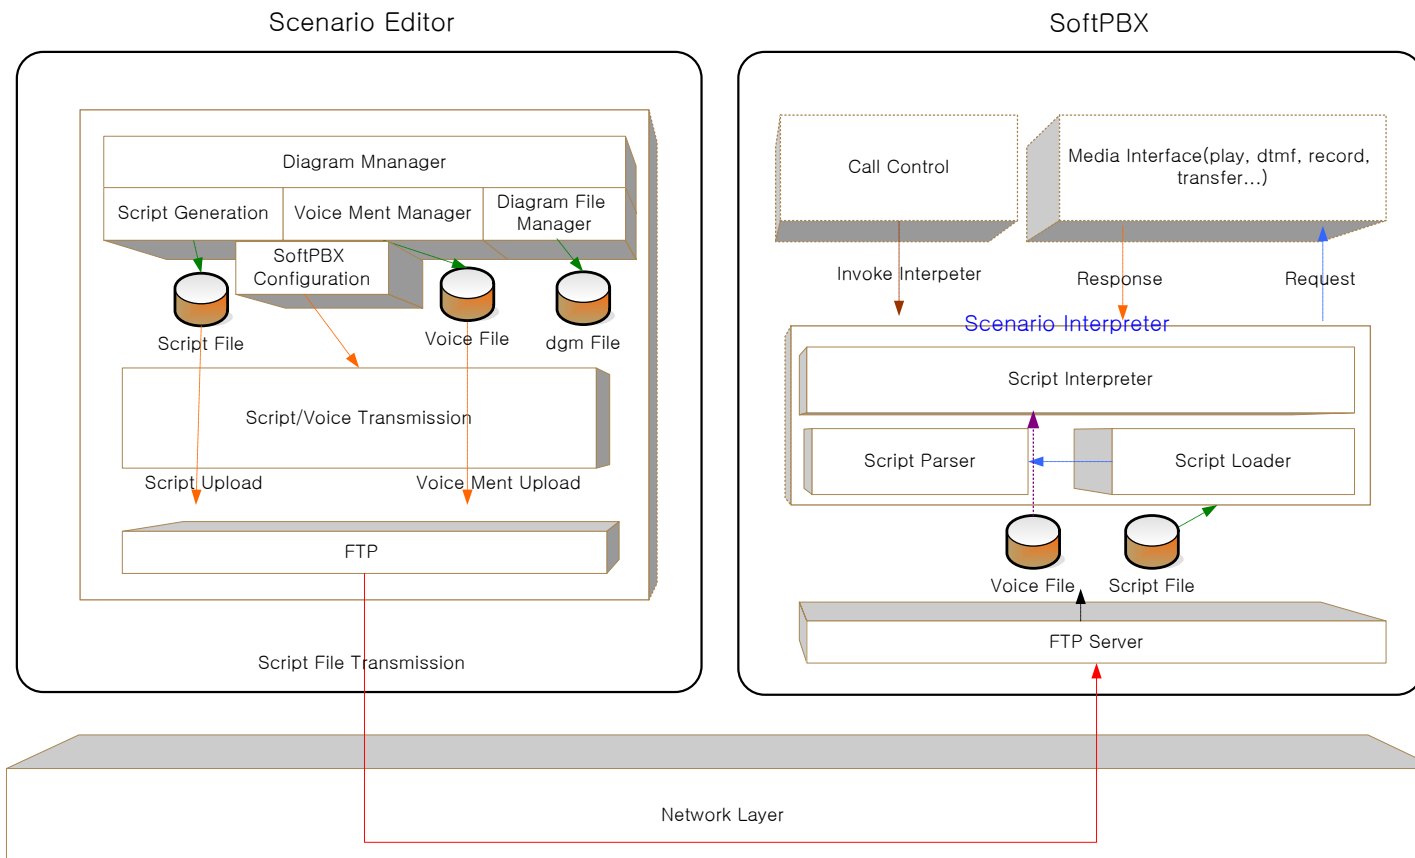 Scenario Editor
SoftPBX
Diagram Mnanager
Script Generation
Voice Ment Manager
Diagram File
Manager
SoftPBX
Configuration
Script File
Voice File
dgm File
Script/Voice Transmission
Script Upload
Voice Ment Upload
FTP
Script File Transmission
Call Control
Media Interface(play, dtmf, record,
transfer...)
Invoke Interpeter
Response
Request
Scenario Interpreter
Script Interpreter
Script Parser
Script Loader
Voice File
Script File
FTP Server
Network Layer